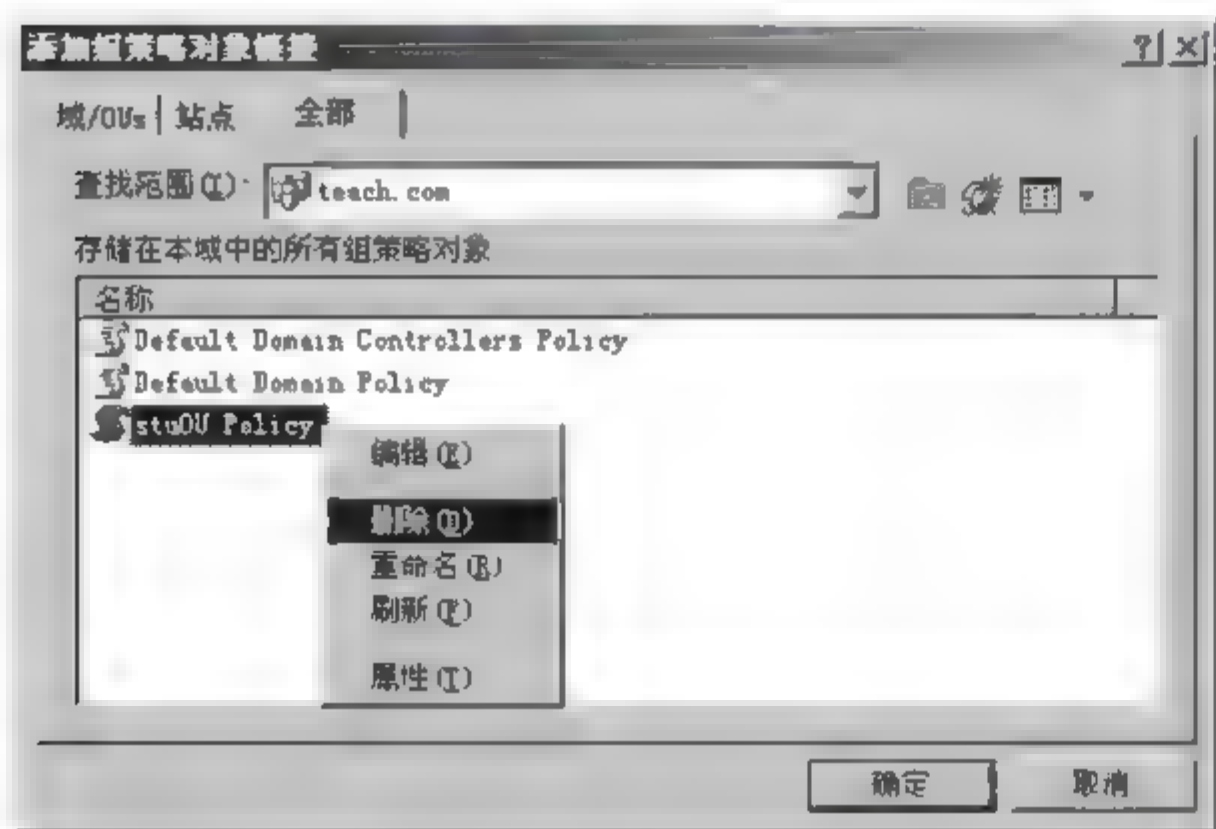 添加组策略对象链接
域/OUs 站点 全部
查找范围(I): teach.com
存储在本域中的所有组策略对象
名称
Default Domain Controllers Policy
Default Domain Policy
stuOU Policy
编辑(E)
删除(D)
重命名(R)
刷新(F)
属性(T)
确定 取消